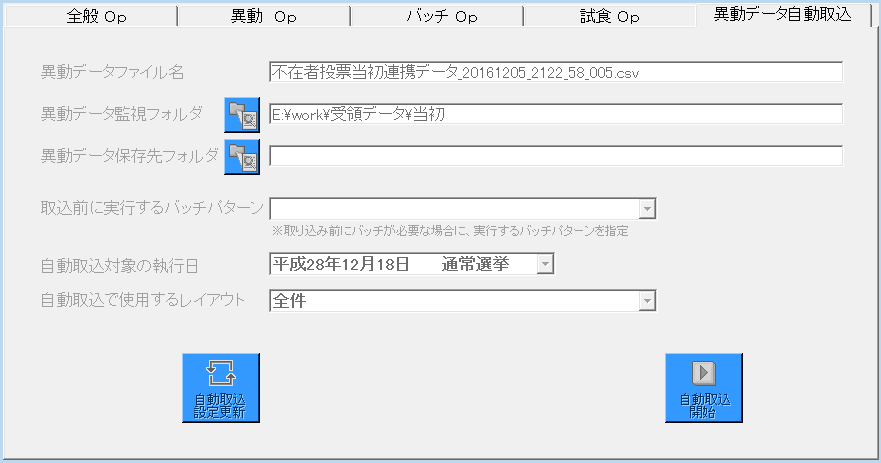 全般 Op
異動 Op
バッチ Op
試食 Op
異動データ自動取込
異動データファイル名
不在者投票当初連携データ_20161205_2122_58_005.csv
異動データ監視フォルダ
E:¥work¥受領データ¥当初
異動データ保存先フォルダ
取込前に実行するバッチパターン
※取り込み前にバッチが必要な場合に、実行するバッチパターンを指定
自動取込対象の執行日
平成28年12月18日 通常選挙
自動取込で使用するレイアウト
全件
自動取込
設定更新
自動取込
開始